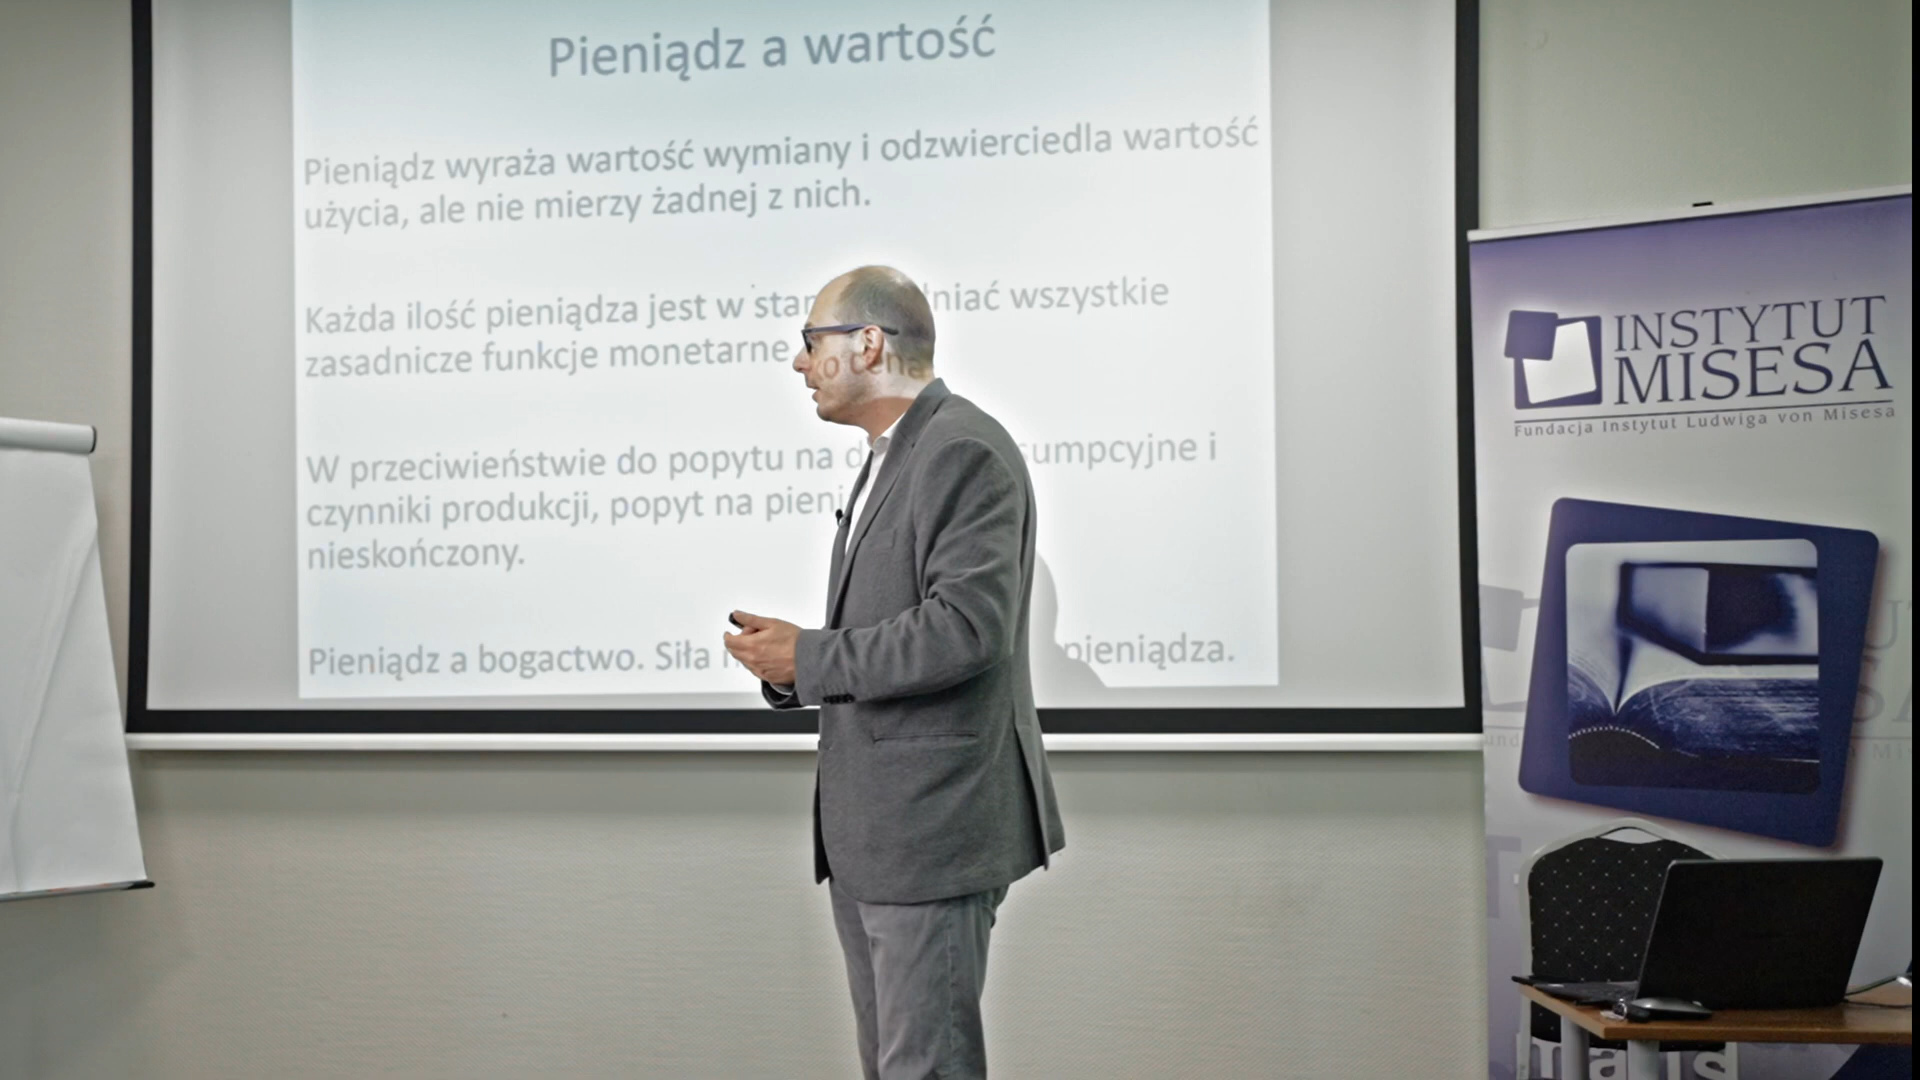 Pieniądz a wartość
Pieniądz wyraża wartość wymiany i odzwierciedla wartość
użycia, ale nie mierzy żadnej z nich.
Każda ilość pieniądza jest w wszystkie
zasadnicze funkcje monetarne cena
W przeciwieństwie do popytu na i
czynniki produkcji, popyt na
nieskończony.
Pieniądz a bogactwo. Siła pieniądza.
INSTYTUT
MISESA
Fundacja Instytut Ludwiga von Misesa